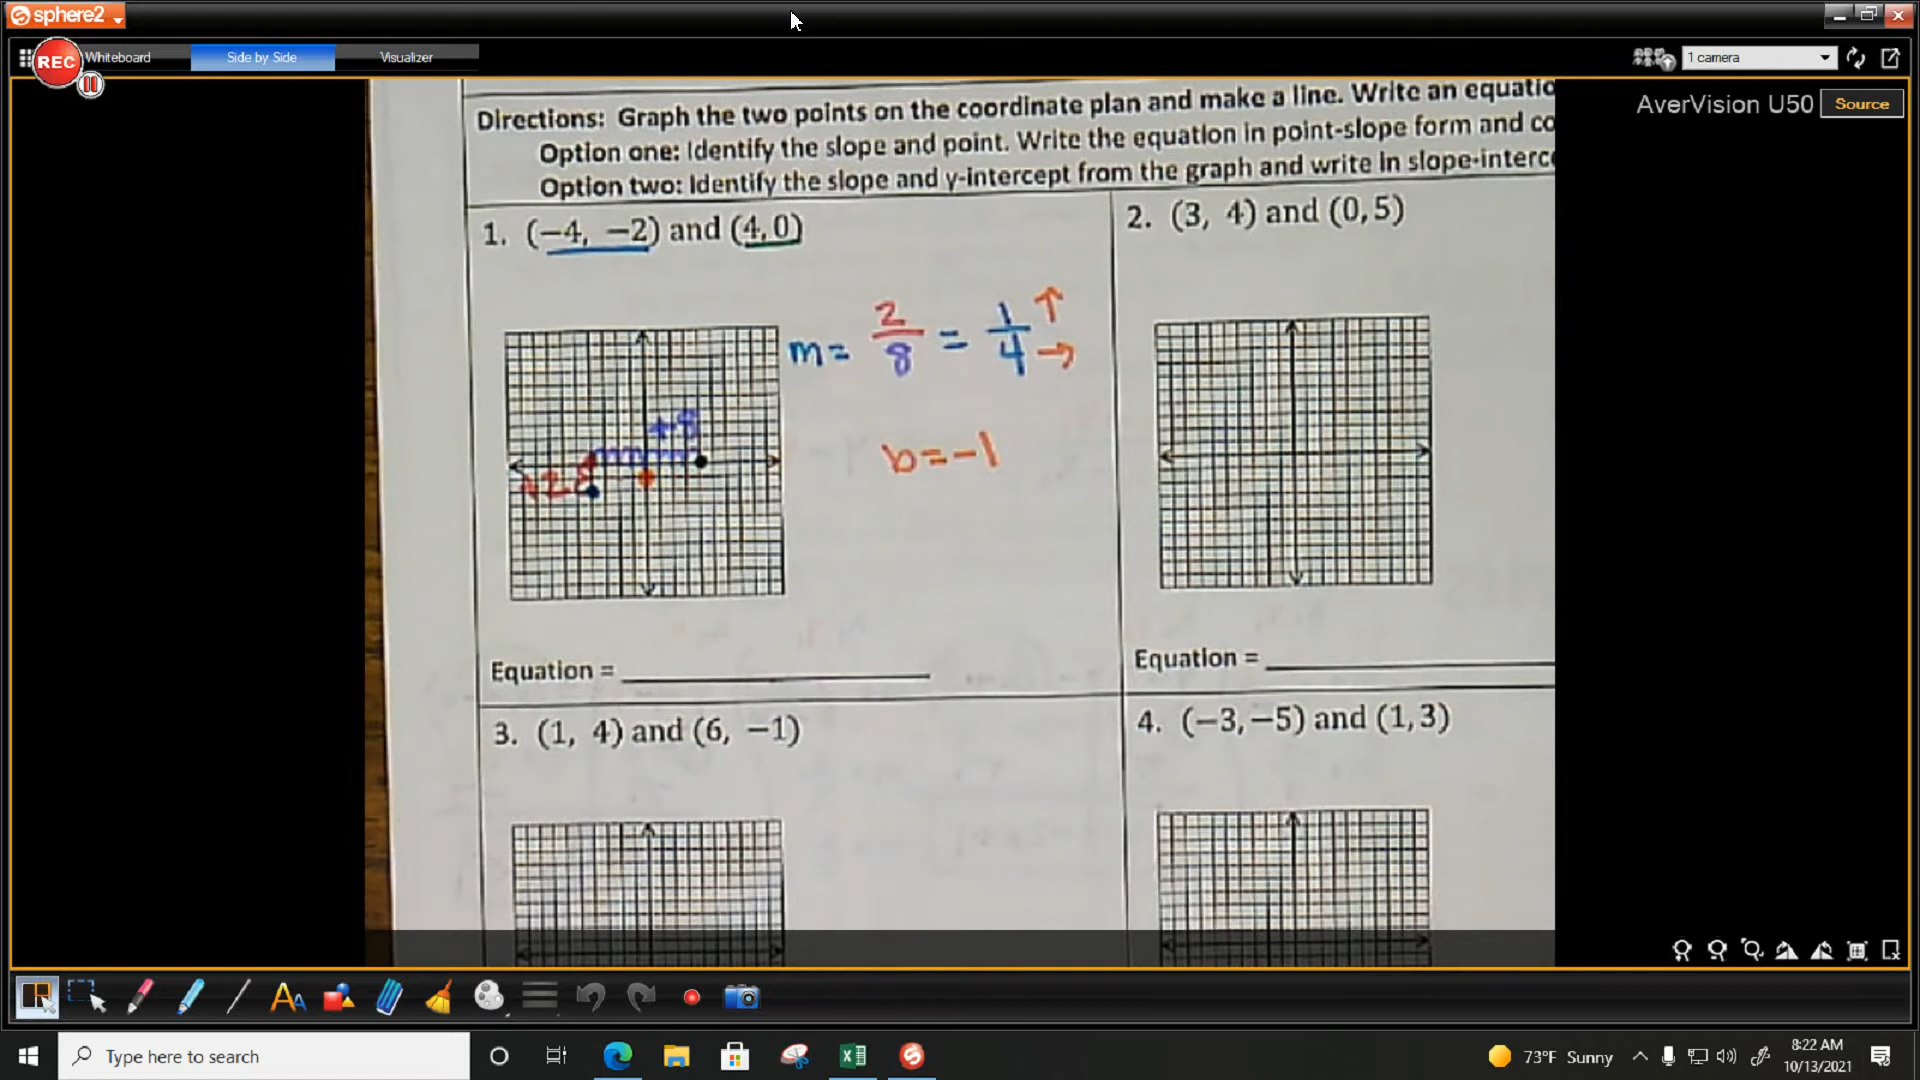 sphere2
REC
Whiteboard
Side by Side
Visualizer
1 camera
AverVision U50
Source
Directions: Graph the two points on the coordinate plan and make a line. Write an equatio
Option one: Identify the slope and point. Write the equation in point-slope form and co
Option two: Identify the slope and y-intercept from the graph and write in slope-interc
1. (−4, −2) and (4, 0)
2. (3, 4) and (0, 5)
m = 2/8 = 1/4 ↑ →
+8
+2
b = −1
Equation =
Equation =
3. (1, 4) and (6, −1)
4. (−3, −5) and (1, 3)
Type here to search
73°F Sunny
8:22 AM
10/13/2021